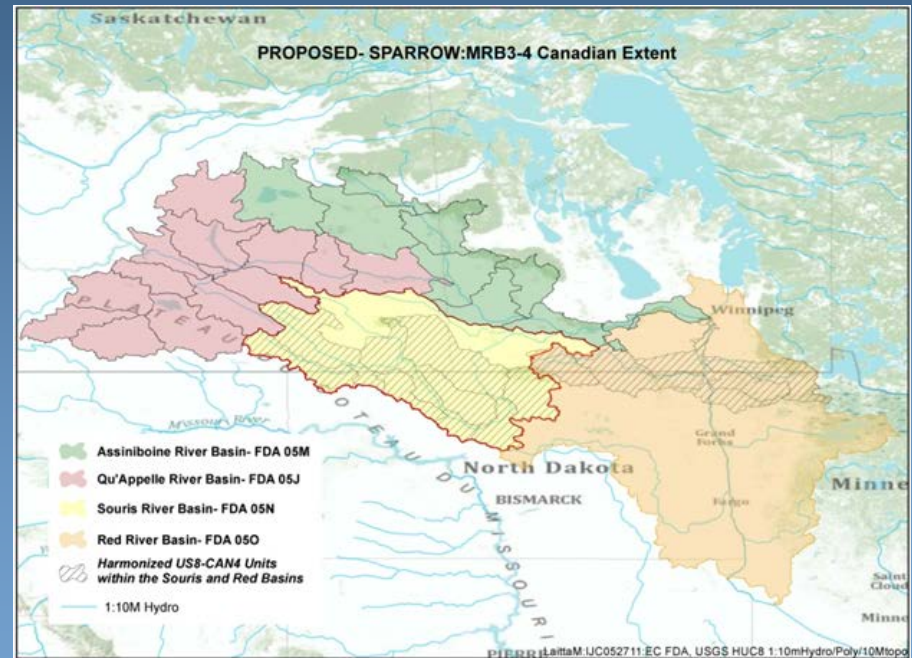 Saskatchewan
PROPOSED- SPARROW:MRB3-4 Canadian Extent
Winnipeg
PLATEAU
COTEAU DU MISSOURI
Missouri River
Grand
Forks
Fargo
North Dakota
BISMARCK
Minne
Saint
Cloud
Minne
PIERRE
Assiniboine River Basin- FDA 05M
Qu'Appelle River Basin- FDA 05J
Souris River Basin- FDA 05N
Red River Basin- FDA 05O
Harmonized US8-CAN4 Units
within the Souris and Red Basins
1:10M Hydro
LaittaM:IJC052711:EC FDA, USGS HUC8 1:10mHydro/Poly/10Mtopo